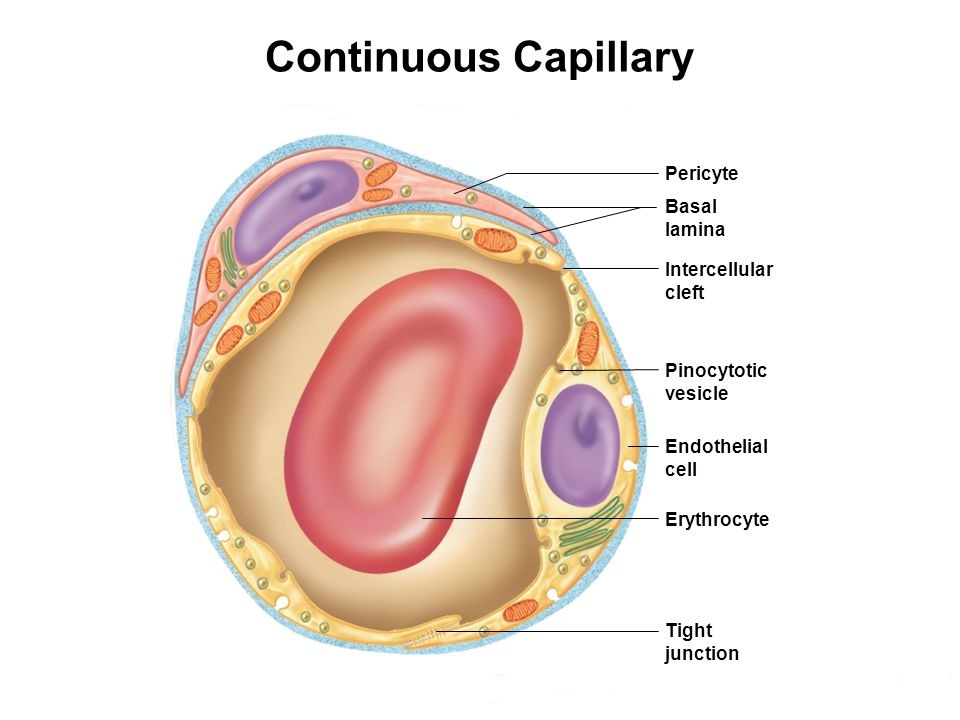 Continuous Capillary
Pericyte
Basal
lamina
Intercellular
cleft
Pinocytotic
vesicle
Endothelial
cell
Erythrocyte
Tight
junction